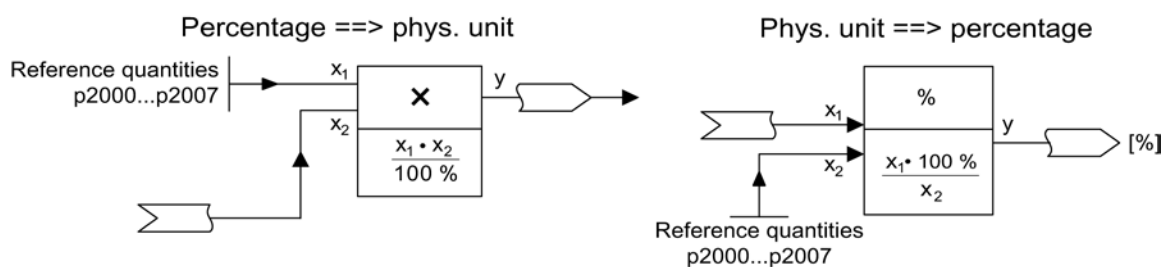 Percentage ==> phys. unit
Reference quantities
p2000...p2007
x1
x2
×
x1 • x2
100 %
y
Phys. unit ==> percentage
x1
x2
%
x1 • 100 %
x2
y
[%]
Reference quantities
p2000...p2007